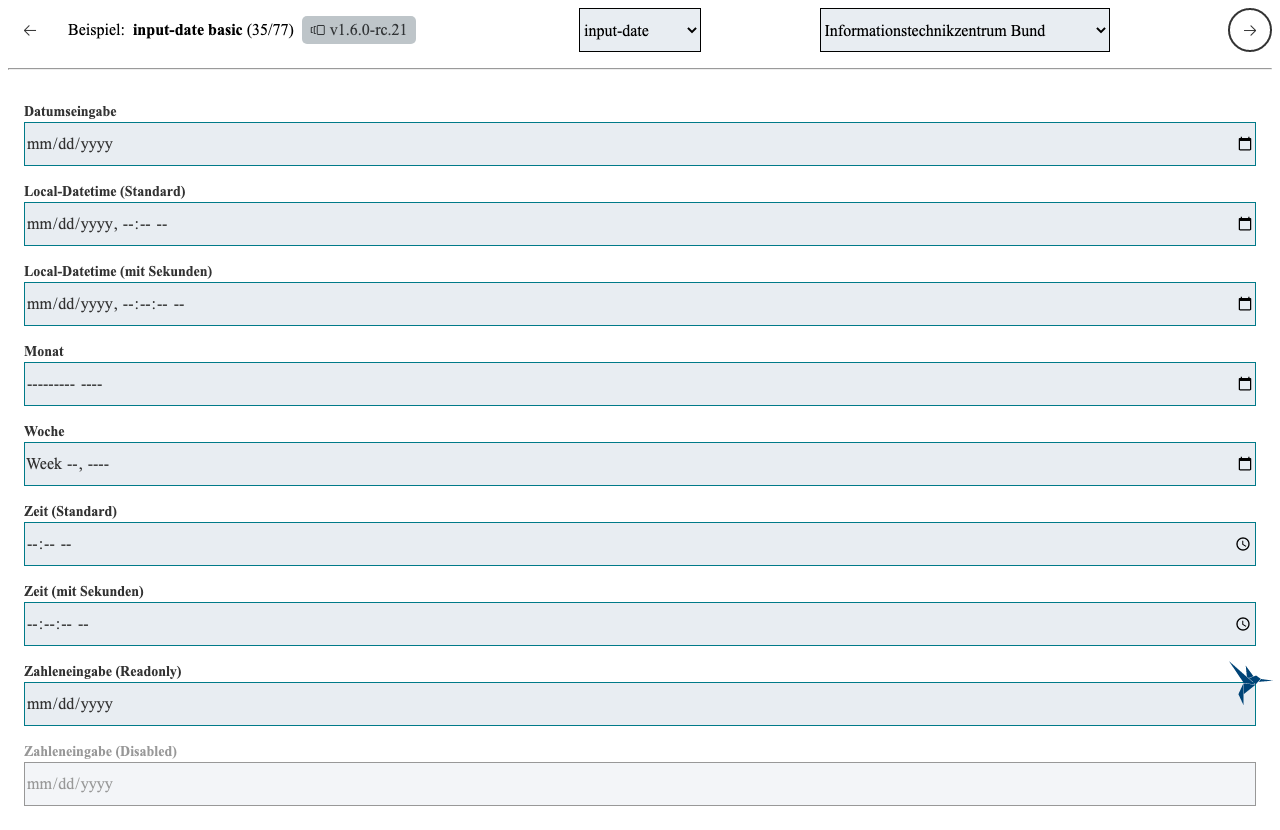 Beispiel: input-date basic (35/77) v1.6.0-rc.21 input-date Informationstechnikzentrum Bund
Datumseingabe
mm/dd/yyyy
Local-Datetime (Standard)
mm/dd/yyyy, --:-- --
Local-Datetime (mit Sekunden)
mm/dd/yyyy, --:--:-- --
Monat
--------- ----
Woche
Week --, ----
Zeit (Standard)
--:-- --
Zeit (mit Sekunden)
--:--:-- --
Zahleneingabe (Readonly)
mm/dd/yyyy
Zahleneingabe (Disabled)
mm/dd/yyyy